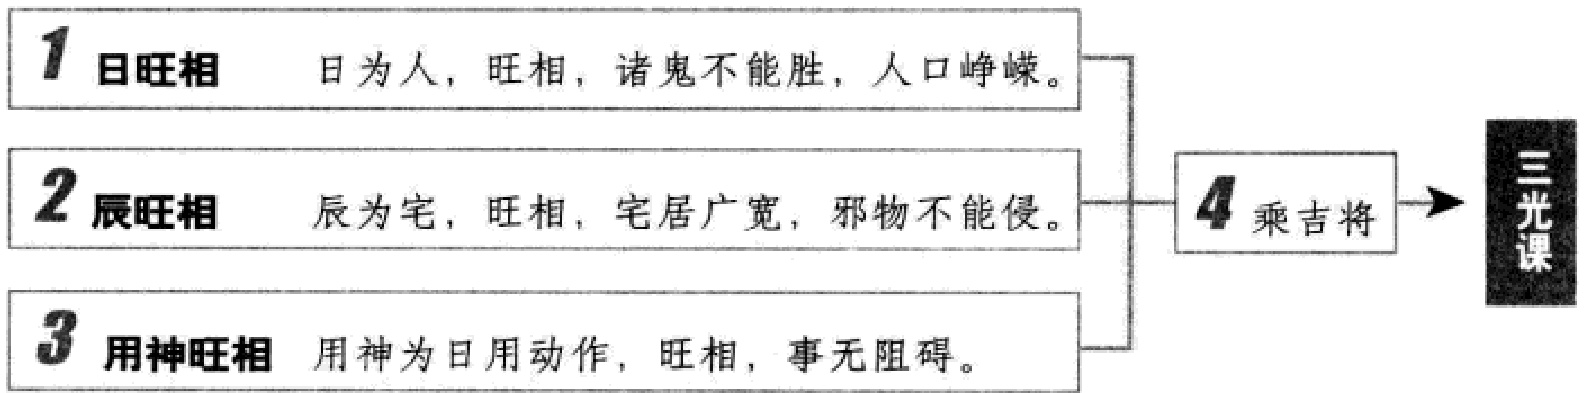 1 日旺相 日为人，旺相，诸鬼不能胜，人口峥嵘。
2 辰旺相 辰为宅，旺相，宅居广宽，邪物不能侵。
3 用神旺相 用神为日用动作，旺相，事无阻碍。
4 乘吉将
三光课